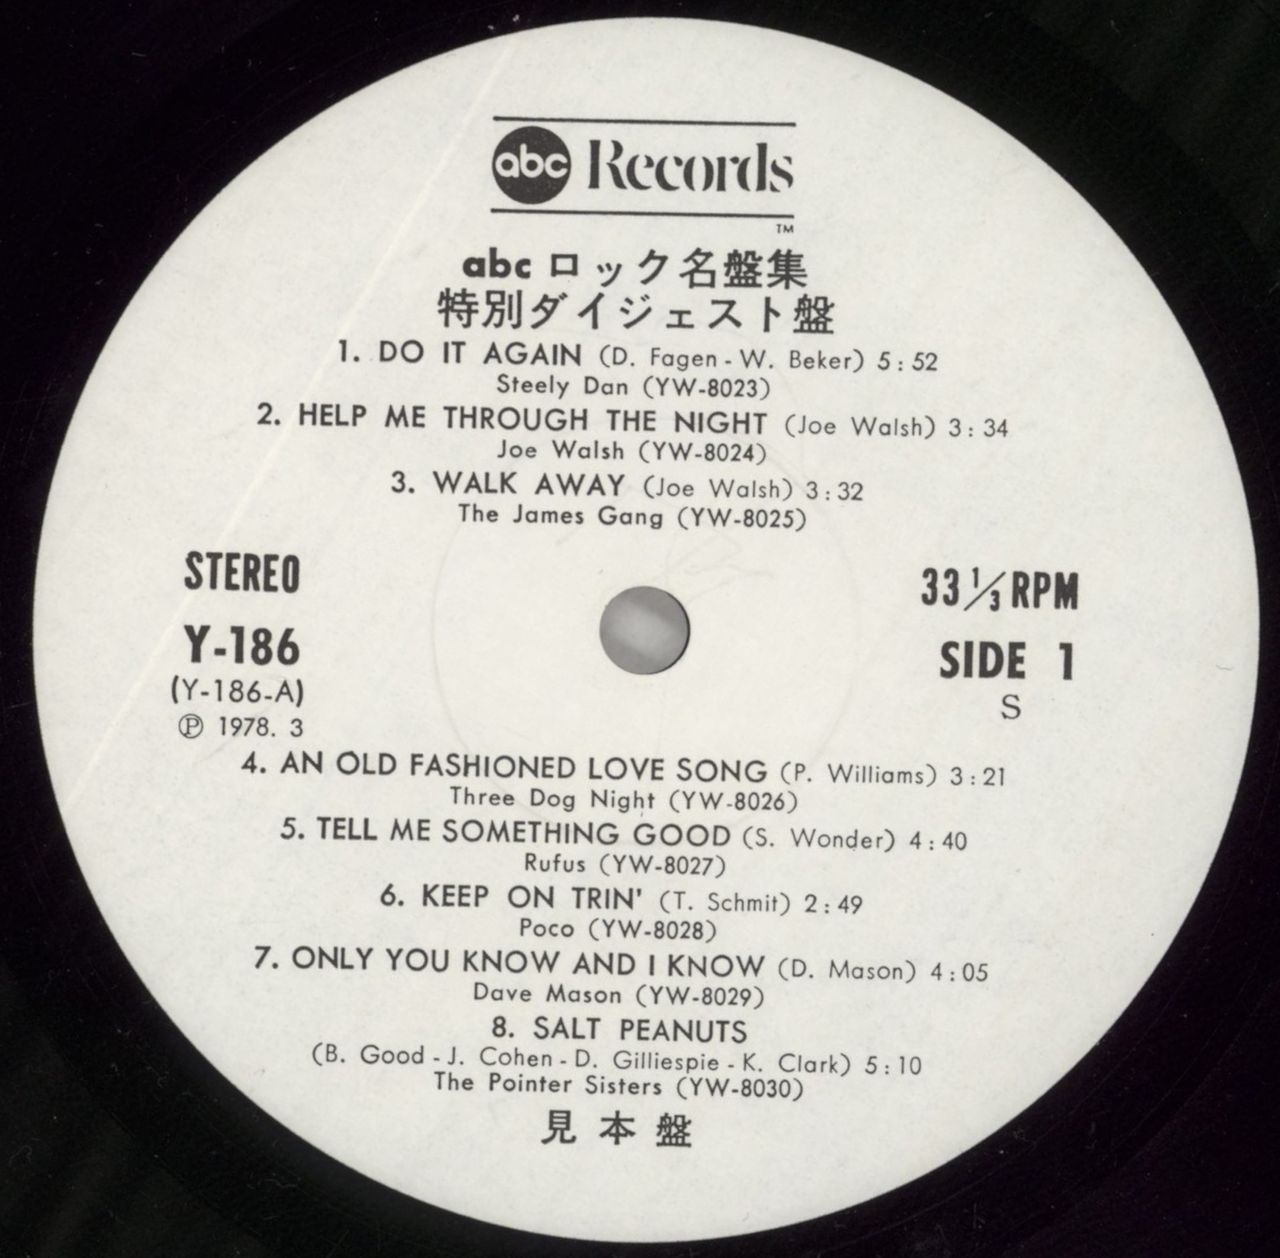 abc Records
TM
abc ロック名盤集
特別ダイジェスト盤
1. DO IT AGAIN (D. Fagen - W. Beker) 5:52
Steely Dan (YW-8023)
2. HELP ME THROUGH THE NIGHT (Joe Walsh) 3:34
Joe Walsh (YW-8024)
3. WALK AWAY (Joe Walsh) 3:32
The James Gang (YW-8025)
STEREO
Y-186
(Y-186-A)
Ⓟ 1978. 3
33 1/3 RPM
SIDE 1
S
4. AN OLD FASHIONED LOVE SONG (P. Williams) 3:21
Three Dog Night (YW-8026)
5. TELL ME SOMETHING GOOD (S. Wonder) 4:40
Rufus (YW-8027)
6. KEEP ON TRIN' (T. Schmit) 2:49
Poco (YW-8028)
7. ONLY YOU KNOW AND I KNOW (D. Mason) 4:05
Dave Mason (YW-8029)
8. SALT PEANUTS
(B. Good - J. Cohen - D. Gilliespie - K. Clark) 5:10
The Pointer Sisters (YW-8030)
見本盤